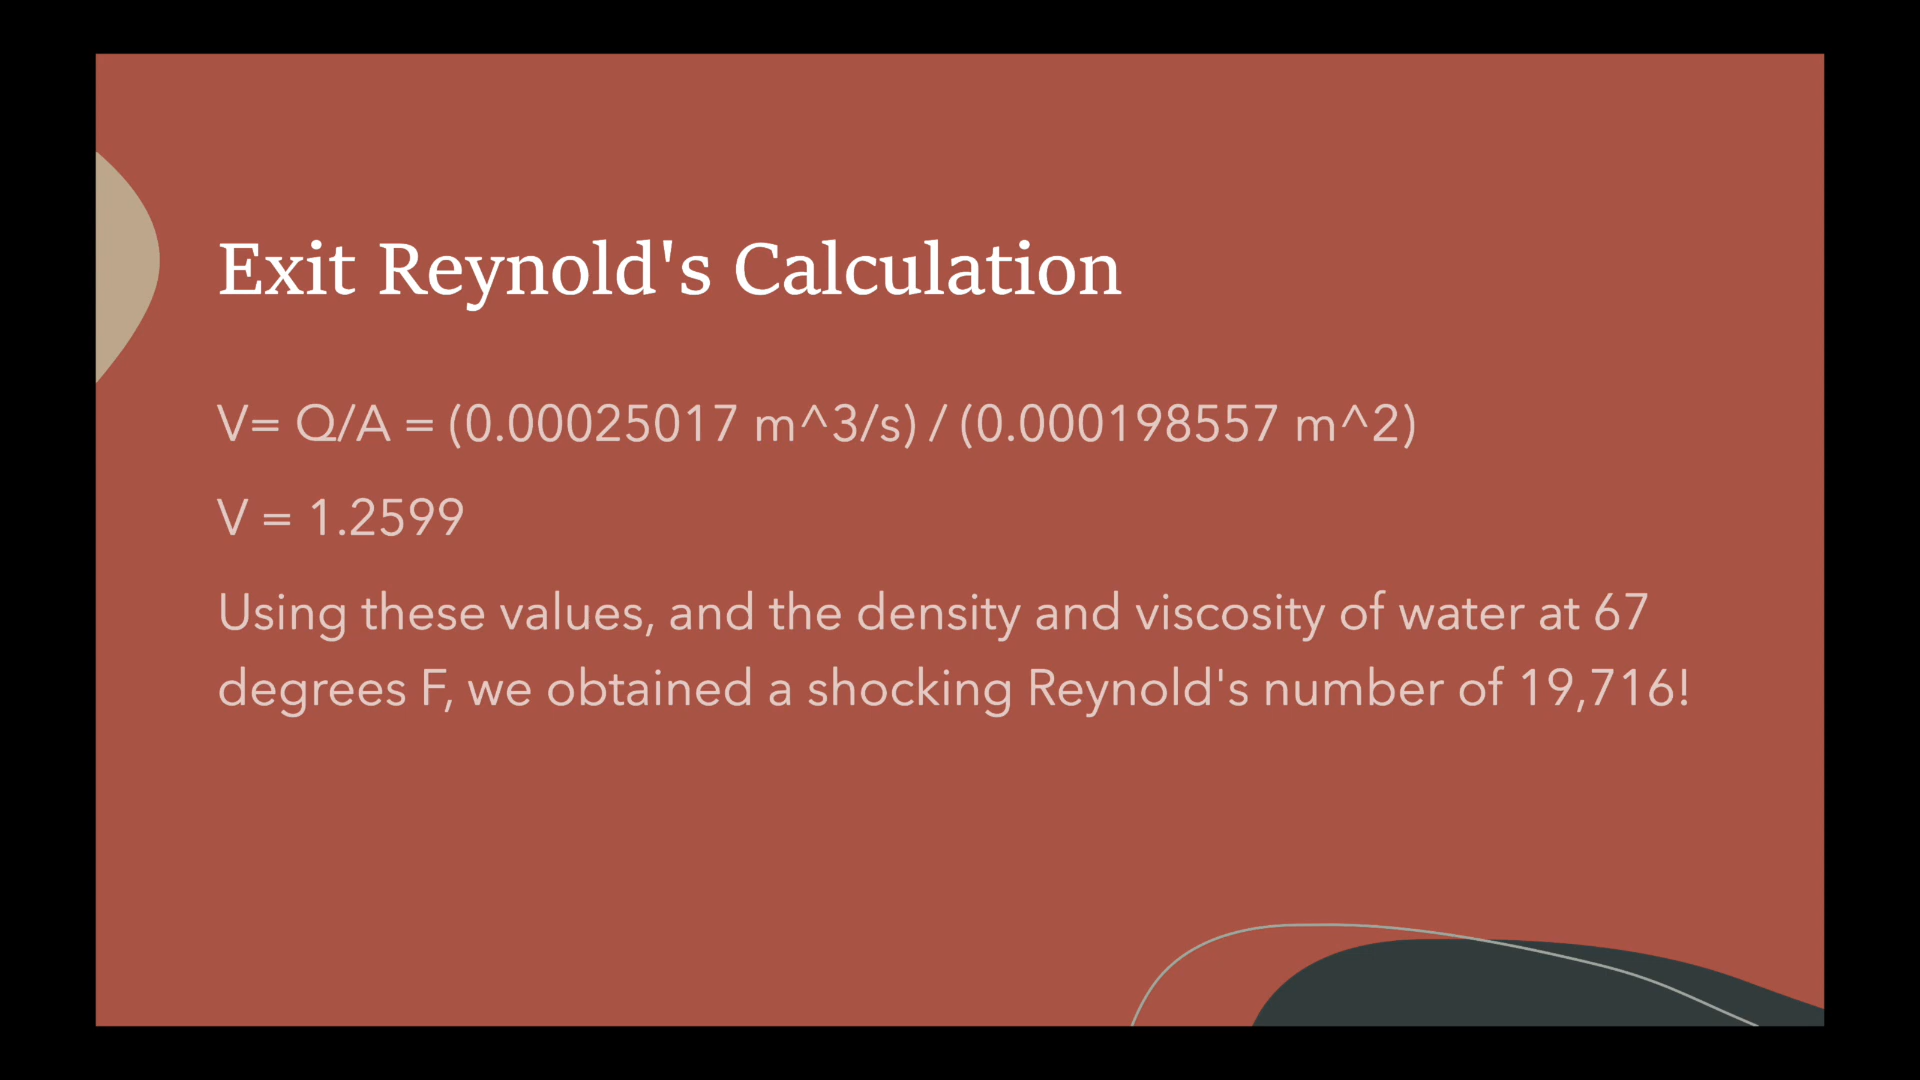 Exit Reynold's Calculation
V= Q/A = (0.00025017 m^3/s) / (0.000198557 m^2)
V = 1.2599
Using these values, and the density and viscosity of water at 67
degrees F, we obtained a shocking Reynold's number of 19,716!